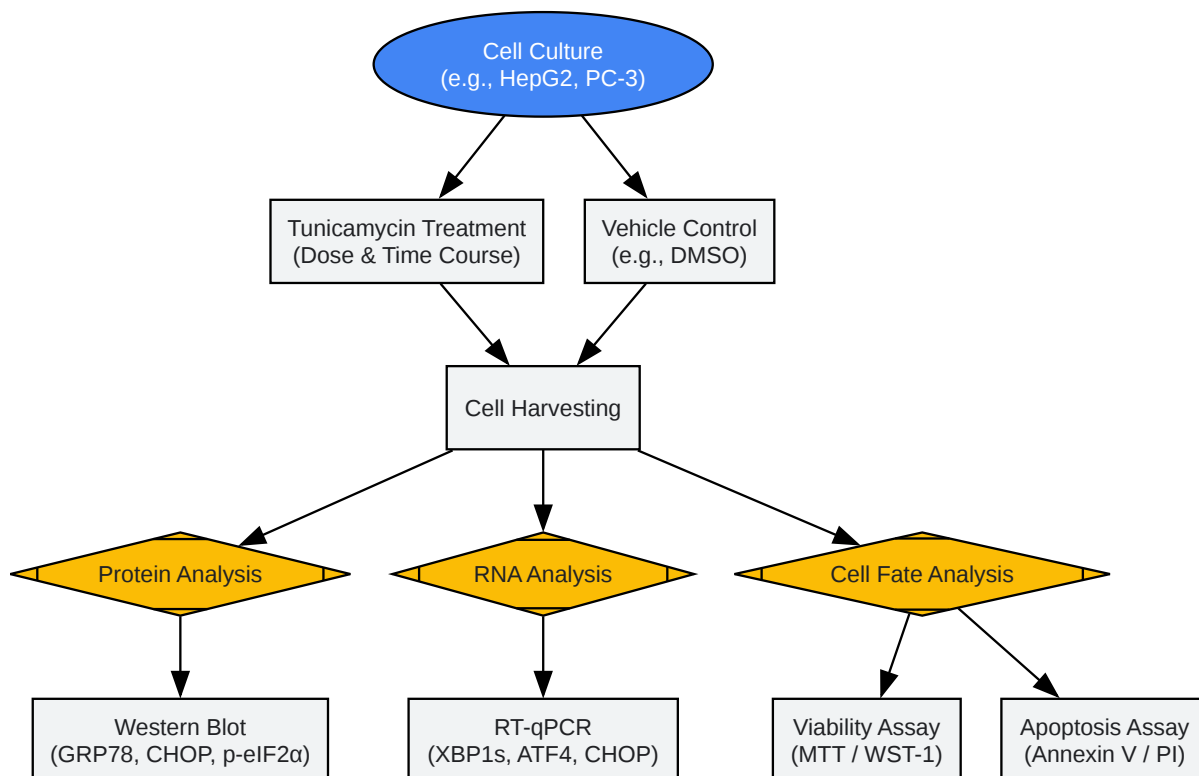 Cell Culture
(e.g., HepG2, PC-3)
Tunicamycin Treatment
(Dose & Time Course)
Vehicle Control
(e.g., DMSO)
Cell Harvesting
Protein Analysis
RNA Analysis
Cell Fate Analysis
Western Blot
(GRP78, CHOP, p-eIF2α)
RT-qPCR
(XBP1s, ATF4, CHOP)
Viability Assay
(MTT / WST-1)
Apoptosis Assay
(Annexin V / PI)